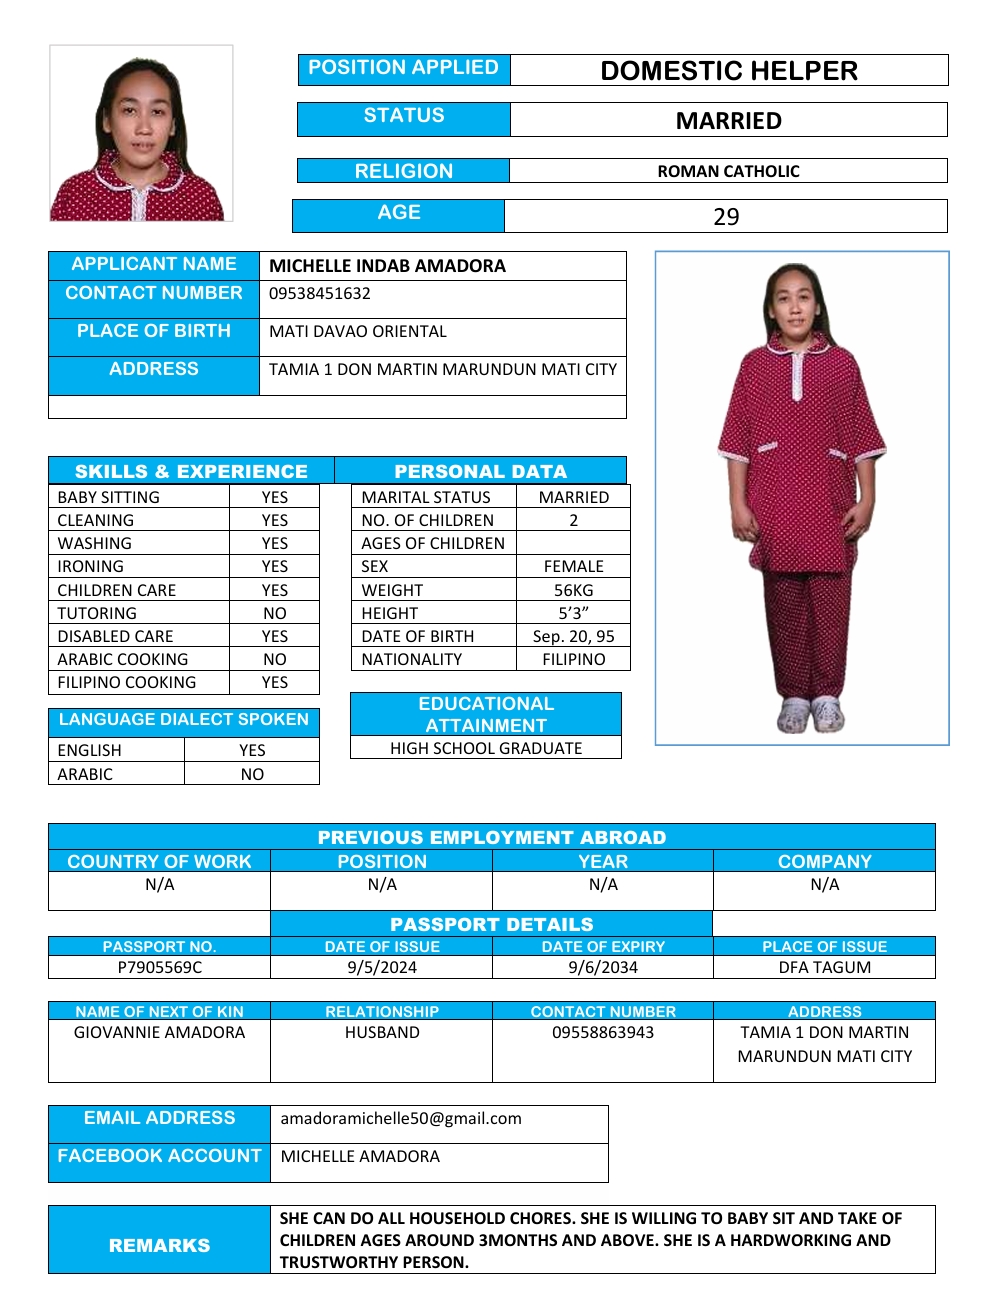 POSITION APPLIED DOMESTIC HELPER
STATUS MARRIED
RELIGION ROMAN CATHOLIC
AGE 29
APPLICANT NAME MICHELLE INDAB AMADORA
CONTACT NUMBER 09538451632
PLACE OF BIRTH MATI DAVAO ORIENTAL
ADDRESS TAMIA 1 DON MARTIN MARUNDUN MATI CITY
SKILLS & EXPERIENCE PERSONAL DATA
BABY SITTING YES MARITAL STATUS MARRIED
CLEANING YES NO. OF CHILDREN 2
WASHING YES AGES OF CHILDREN
IRONING YES SEX FEMALE
CHILDREN CARE YES WEIGHT 56KG
TUTORING NO HEIGHT 5’3”
DISABLED CARE YES DATE OF BIRTH Sep. 20, 95
ARABIC COOKING NO NATIONALITY FILIPINO
FILIPINO COOKING YES
LANGUAGE DIALECT SPOKEN
ENGLISH YES
ARABIC NO
EDUCATIONAL
ATTAINMENT
HIGH SCHOOL GRADUATE
PREVIOUS EMPLOYMENT ABROAD
COUNTRY OF WORK POSITION YEAR COMPANY
N/A N/A N/A N/A
PASSPORT DETAILS
PASSPORT NO. DATE OF ISSUE DATE OF EXPIRY PLACE OF ISSUE
P7905569C 9/5/2024 9/6/2034 DFA TAGUM
NAME OF NEXT OF KIN RELATIONSHIP CONTACT NUMBER ADDRESS
GIOVANNIE AMADORA HUSBAND 09558863943 TAMIA 1 DON MARTIN
MARUNDUN MATI CITY
EMAIL ADDRESS amadoramichelle50@gmail.com
FACEBOOK ACCOUNT MICHELLE AMADORA
REMARKS
SHE CAN DO ALL HOUSEHOLD CHORES. SHE IS WILLING TO BABY SIT AND TAKE OF
CHILDREN AGES AROUND 3MONTHS AND ABOVE. SHE IS A HARDWORKING AND
TRUSTWORTHY PERSON.